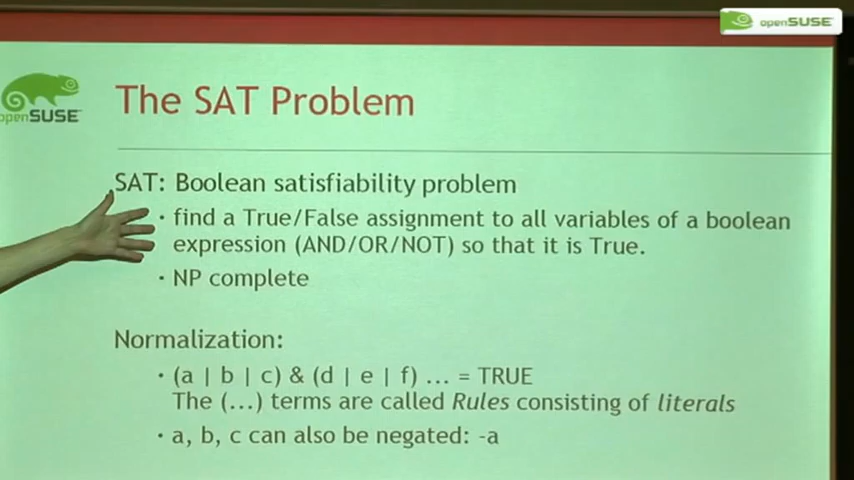 openSUSE
openSUSE
The SAT Problem
SAT: Boolean satisfiability problem
· find a True/False assignment to all variables of a boolean
expression (AND/OR/NOT) so that it is True.
· NP complete
Normalization:
· (a | b | c) & (d | e | f) ... = TRUE
The (...) terms are called Rules consisting of literals
· a, b, c can also be negated: -a